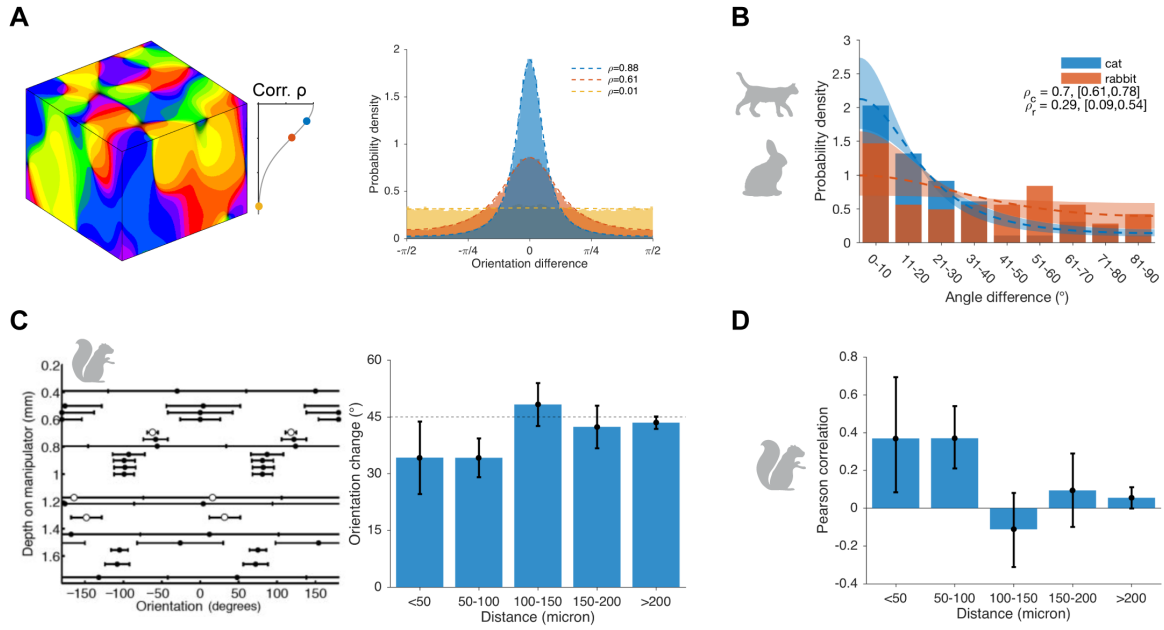 A
Corr. ρ
2
1.5
1
0.5
0
Probability density
-π/2
-π/4
0
π/4
π/2
Orientation difference
ρ=0.88
ρ=0.61
ρ=0.01
B
3
2.5
2
1.5
1
0.5
0
Probability density
cat
rabbit
ρc = 0.7, [0.61,0.78]
ρr = 0.29, [0.09,0.54]
0-10
11-20
21-30
31-40
41-50
51-60
61-70
71-80
81-90
Angle difference (°)
C
0.2
0.4
0.6
0.8
1
1.2
1.4
1.6
Depth on manipulator (mm)
-150
-100
-50
0
50
100
150
Orientation (degrees)
60
45
30
15
0
Orientation change (°)
<50
50-100
100-150
150-200
>200
Distance (micron)
D
0.8
0.6
0.4
0.2
0
-0.2
-0.4
Pearson correlation
<50
50-100
100-150
150-200
>200
Distance (micron)